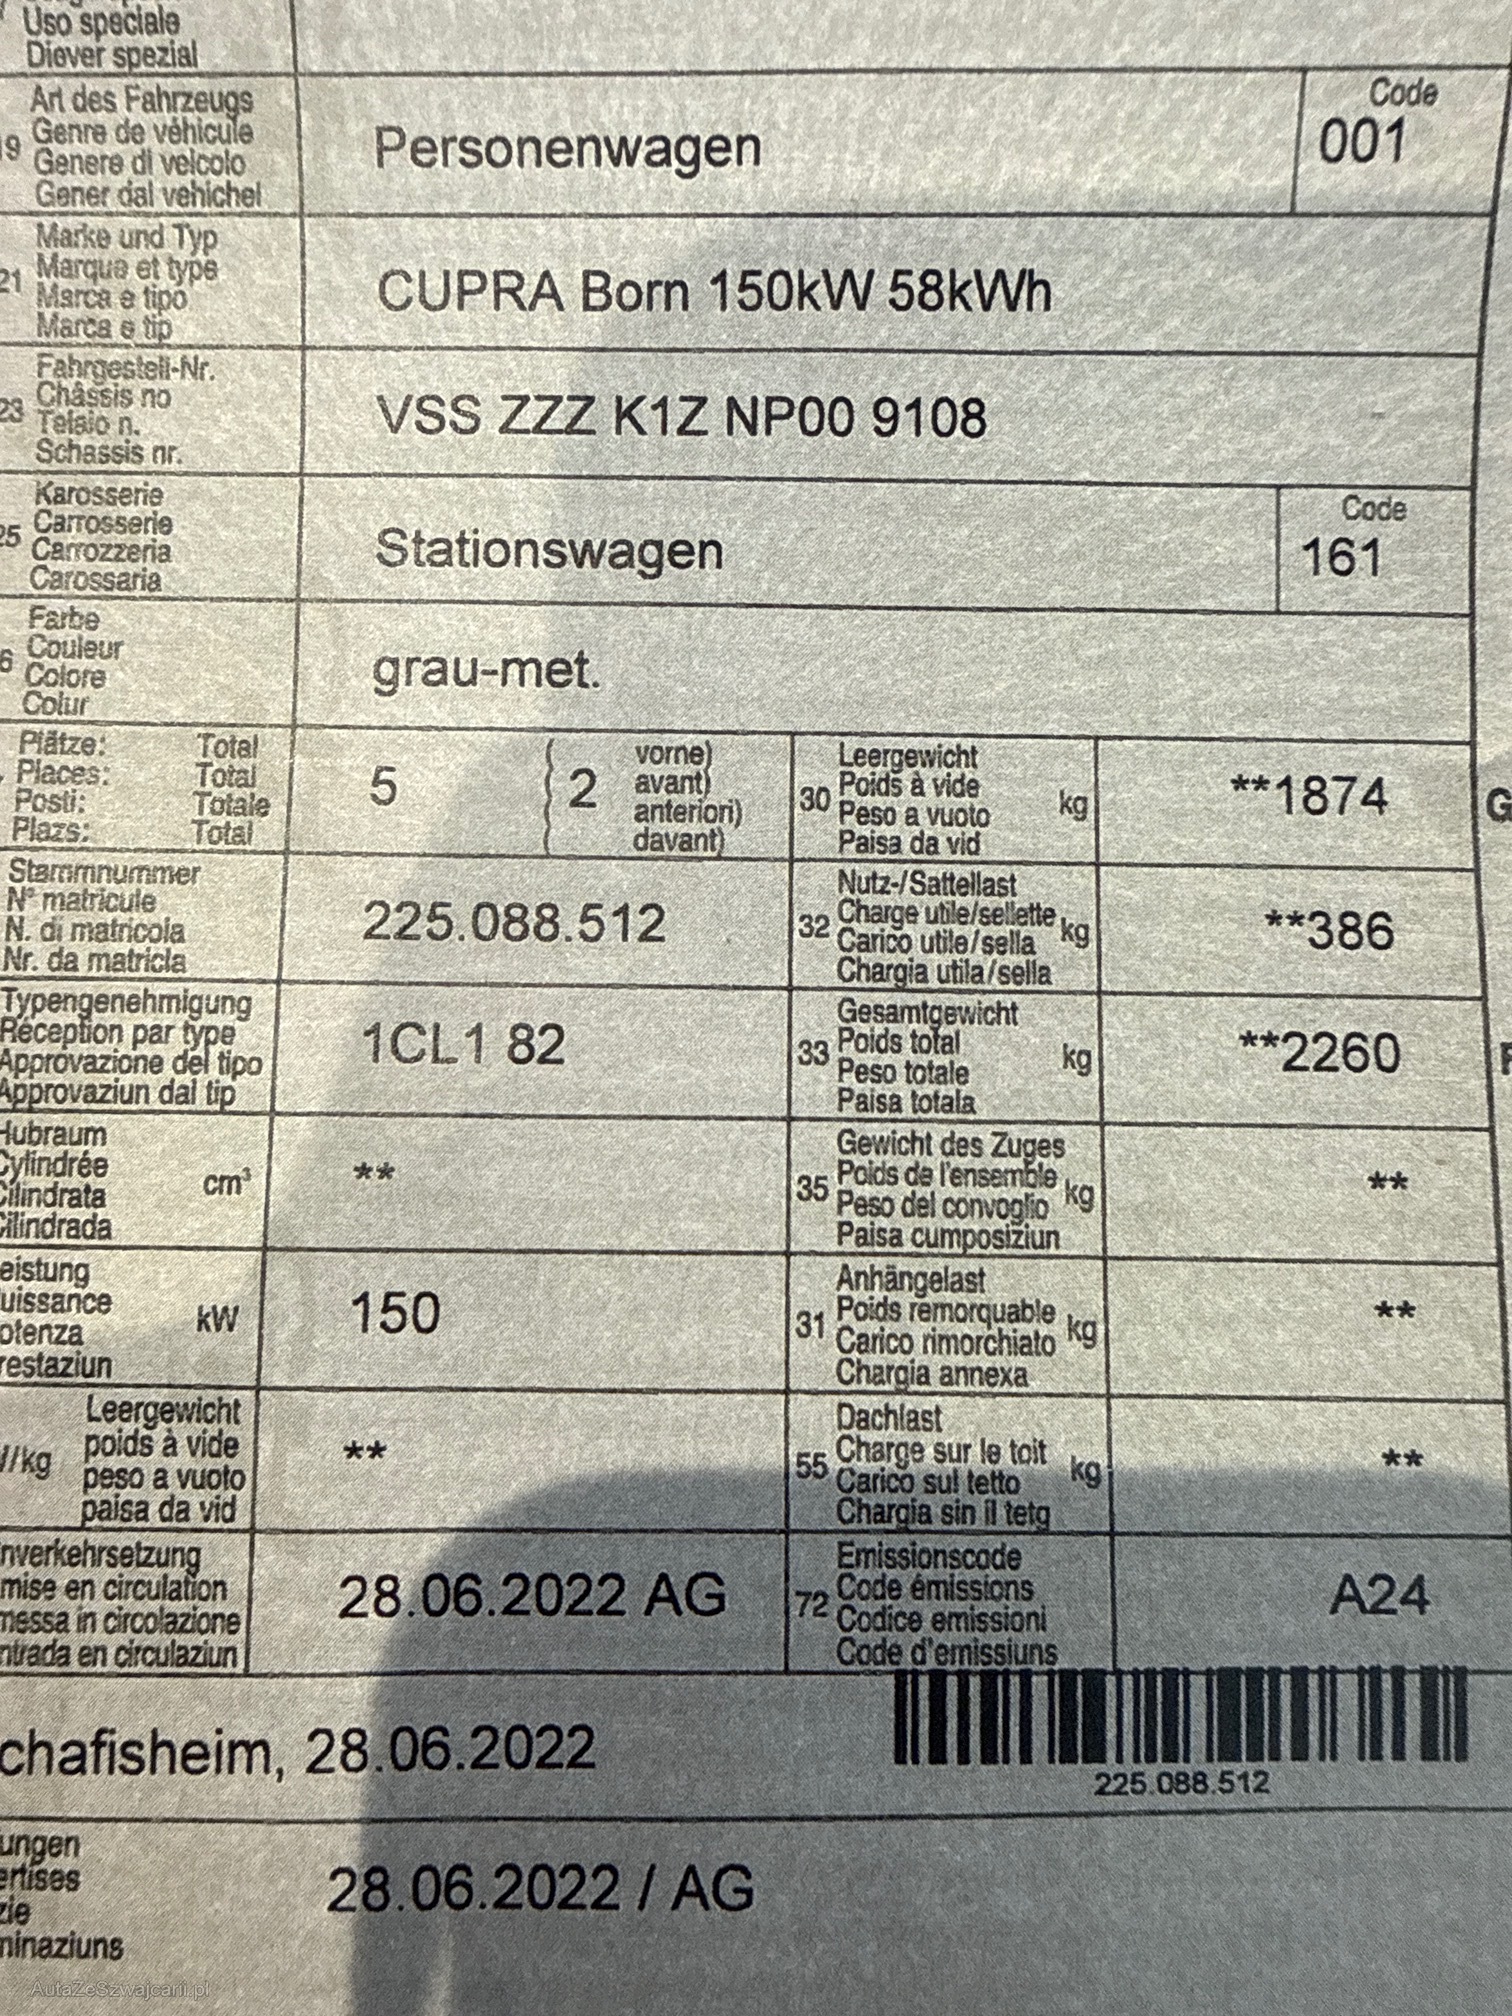 Uso speciale
Diever spezial
Art des Fahrzeugs
Code
19 Genre de véhicule
Genere di veicolo
Gener dal vehichel
Personenwagen
001
Marke und Typ
21 Marque et type
Marca e tipo
Marca e tip
CUPRA Born 150kW 58kWh
Fahrgestell-Nr.
23 Châssis no
Telaio n.
Schassis nr.
VSS ZZZ K1Z NP00 9108
Karosserie
25 Carrosserie
Carrozzeria
Carossaria
Stationswagen
Code
161
Farbe
6 Couleur
Colore
Colur
grau-met.
Plätze: Total
Places: Total
Posti: Totale
Plazs: Total
5 (2 vorne)
avant)
anteriori)
davant)
Leergewicht
30 Poids à vide kg
Peso a vuoto
Paisa da vid
**1874
G
Stammnummer
N° matricule
N. di matricola
Nr. da matricla
225.088.512
Nutz-/Sattellast
32 Charge utile/sellette kg
Carico utile/sella
Chargia utila/sella
**386
Typengenehmigung
Réception par type
Approvazione del tipo
Approvaziun dal tip
1CL1 82
Gesamtgewicht
33 Poids total kg
Peso totale
Paisa totala
**2260
Hubraum
Cylindrée cm³
Cilindrata
Cilindrada
**
Gewicht des Zuges
35 Poids de l'ensemble kg
Peso del convoglio
Paisa cumposiziun
**
eistung
uissance kW
otenza
restaziun
150
Anhängelast
31 Poids remorquable kg
Carico rimorchiato
Chargia annexa
**
Leergewicht
/kg poids à vide
peso a vuoto
paisa da vid
**
Dachlast
55 Charge sur le toit kg
Carico sul tetto
Chargia sin il tetg
**
nverkehrsetzung
mise en circulation
messa in circolazione
ntrada en circulaziun
28.06.2022 AG
Emissionscode
72 Code émissions
Codice emissioni
Code d'emissiuns
A24
chafisheim, 28.06.2022
225.088.512
ungen
ertises
zie
minaziuns
28.06.2022 / AG
AutaZeSzwajcarii.pl